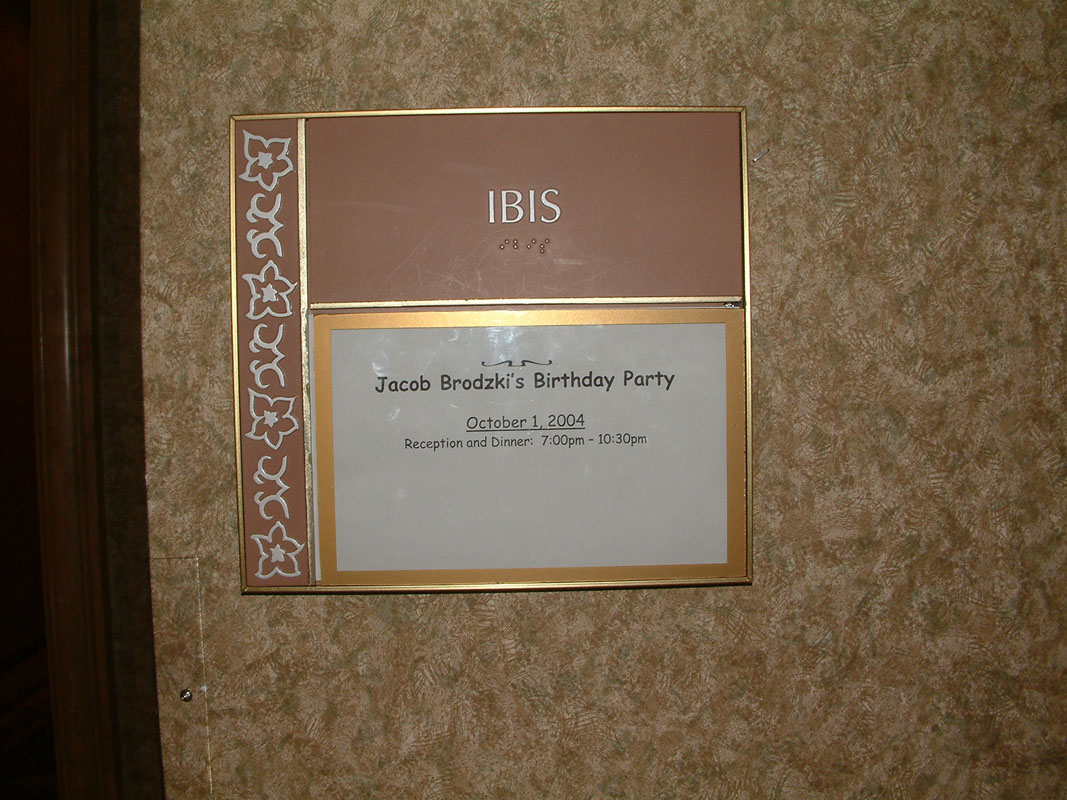 IBIS
Jacob Brodzki's Birthday Party
October 1, 2004
Reception and Dinner: 7:00pm - 10:30pm